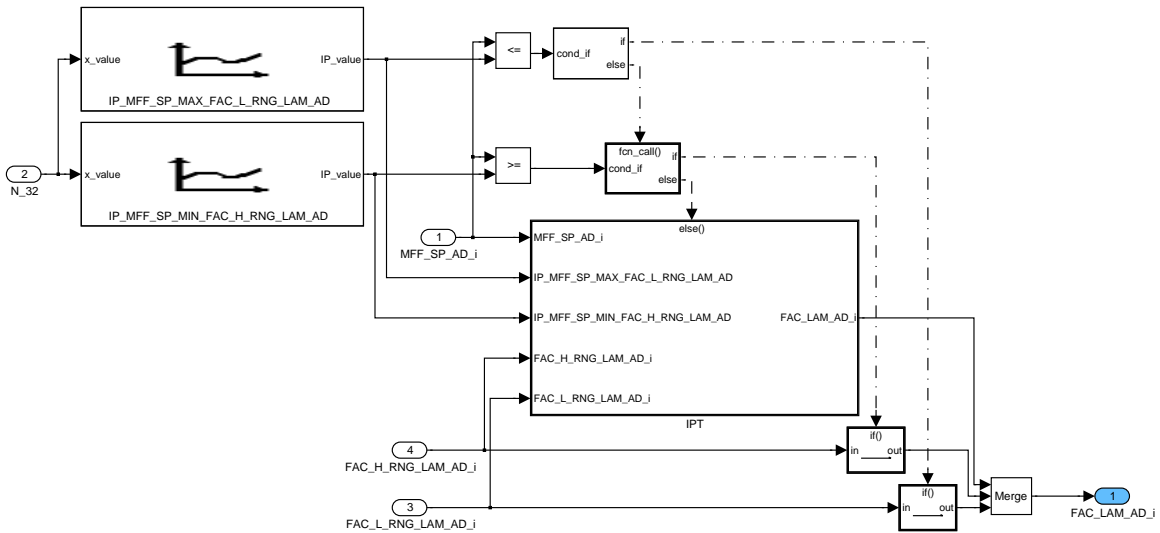 x_value
IP_value
IP_MFF_SP_MAX_FAC_L_RNG_LAM_AD
<=
cond_if
if
else
2
N_32
x_value
IP_value
IP_MFF_SP_MIN_FAC_H_RNG_LAM_AD
>=
fcn_call()
cond_if
if
else
1
MFF_SP_AD_i
else()
MFF_SP_AD_i
IP_MFF_SP_MAX_FAC_L_RNG_LAM_AD
IP_MFF_SP_MIN_FAC_H_RNG_LAM_AD
FAC_LAM_AD_i
FAC_H_RNG_LAM_AD_i
FAC_L_RNG_LAM_AD_i
IPT
4
FAC_H_RNG_LAM_AD_i
if()
in
out
3
FAC_L_RNG_LAM_AD_i
if()
in
out
Merge
1
FAC_LAM_AD_i